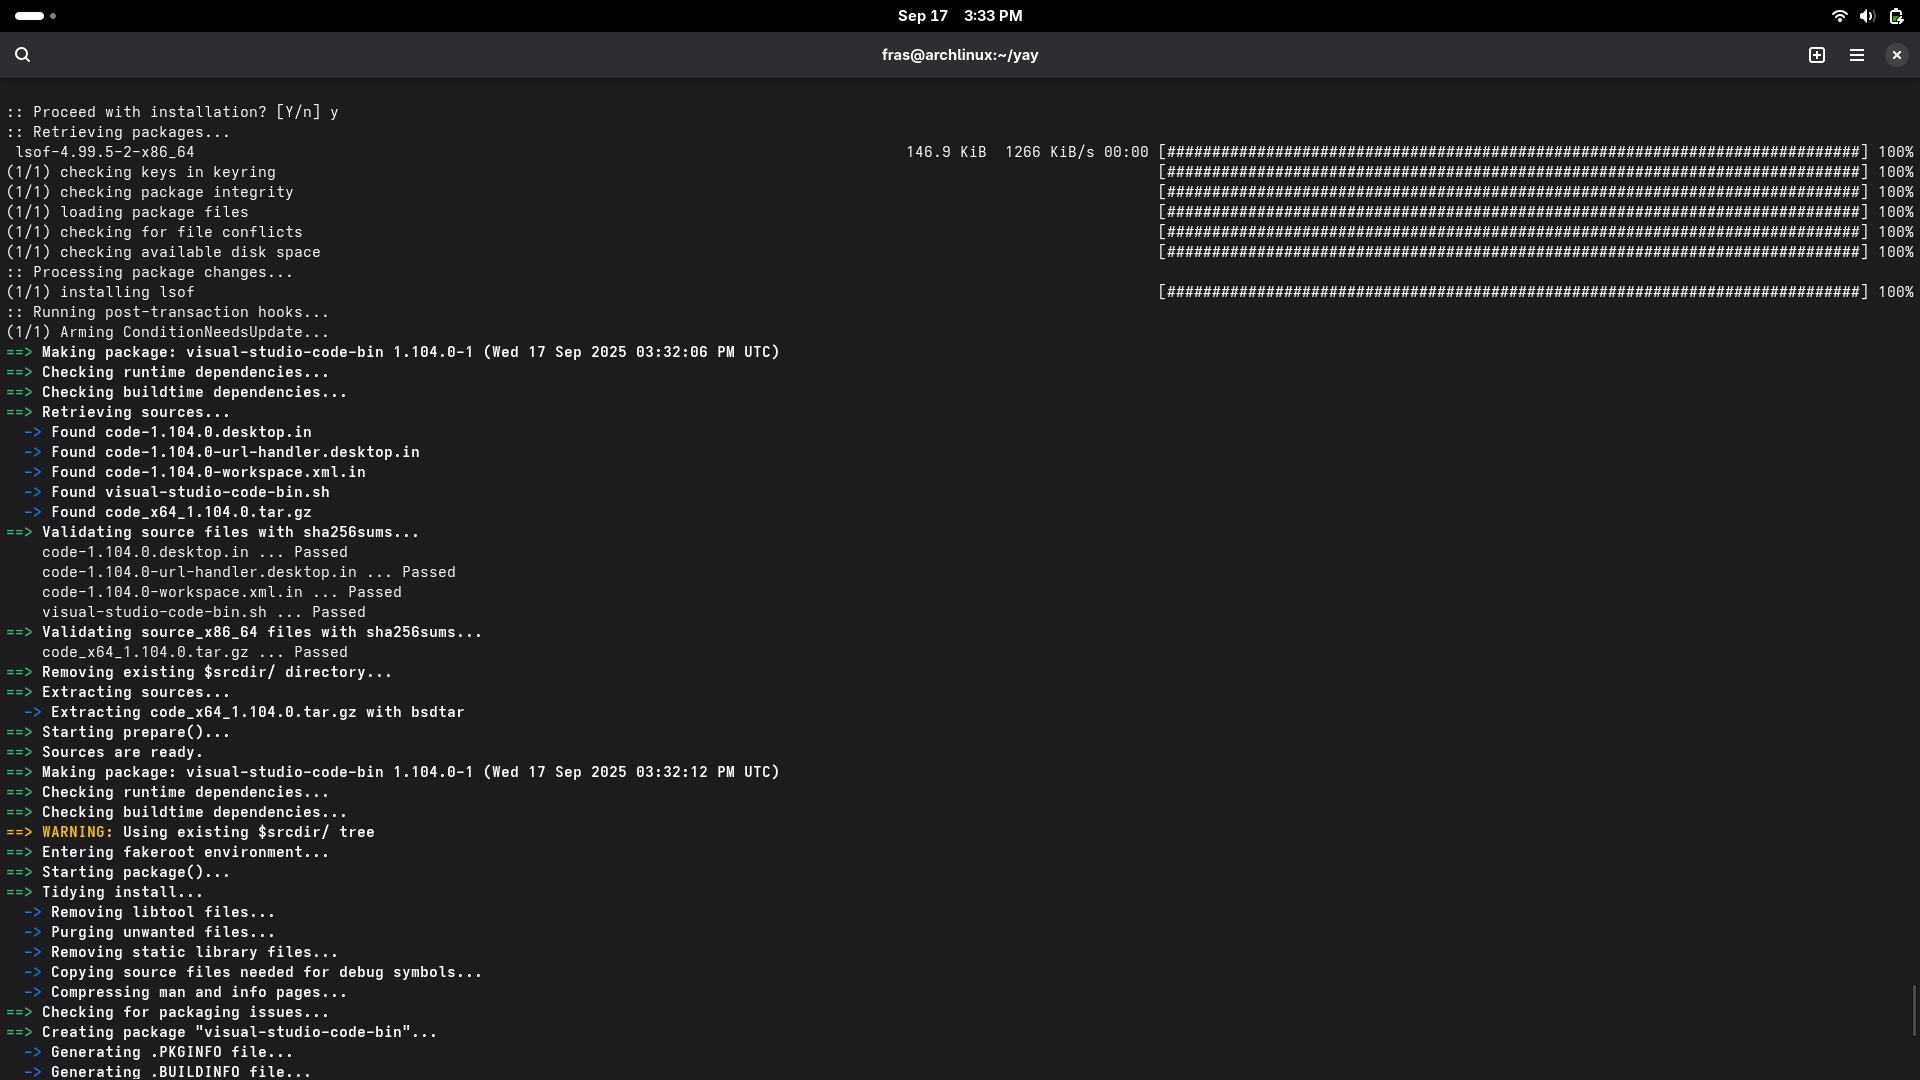 Sep 17 3:33 PM
fras@archlinux:~/yay
:: Proceed with installation? [Y/n] y
:: Retrieving packages...
 lsof-4.99.5-2-x86_64 146.9 KiB 1266 KiB/s 00:00 [#############################################################################] 100%
(1/1) checking keys in keyring [#############################################################################] 100%
(1/1) checking package integrity [#############################################################################] 100%
(1/1) loading package files [#############################################################################] 100%
(1/1) checking for file conflicts [#############################################################################] 100%
(1/1) checking available disk space [#############################################################################] 100%
:: Processing package changes...
(1/1) installing lsof [#############################################################################] 100%
:: Running post-transaction hooks...
(1/1) Arming ConditionNeedsUpdate...
==> Making package: visual-studio-code-bin 1.104.0-1 (Wed 17 Sep 2025 03:32:06 PM UTC)
==> Checking runtime dependencies...
==> Checking buildtime dependencies...
==> Retrieving sources...
  -> Found code-1.104.0.desktop.in
  -> Found code-1.104.0-url-handler.desktop.in
  -> Found code-1.104.0-workspace.xml.in
  -> Found visual-studio-code-bin.sh
  -> Found code_x64_1.104.0.tar.gz
==> Validating source files with sha256sums...
    code-1.104.0.desktop.in ... Passed
    code-1.104.0-url-handler.desktop.in ... Passed
    code-1.104.0-workspace.xml.in ... Passed
    visual-studio-code-bin.sh ... Passed
==> Validating source_x86_64 files with sha256sums...
    code_x64_1.104.0.tar.gz ... Passed
==> Removing existing $srcdir/ directory...
==> Extracting sources...
  -> Extracting code_x64_1.104.0.tar.gz with bsdtar
==> Starting prepare()...
==> Sources are ready.
==> Making package: visual-studio-code-bin 1.104.0-1 (Wed 17 Sep 2025 03:32:12 PM UTC)
==> Checking runtime dependencies...
==> Checking buildtime dependencies...
==> WARNING: Using existing $srcdir/ tree
==> Entering fakeroot environment...
==> Starting package()...
==> Tidying install...
  -> Removing libtool files...
  -> Purging unwanted files...
  -> Removing static library files...
  -> Copying source files needed for debug symbols...
  -> Compressing man and info pages...
==> Checking for packaging issues...
==> Creating package "visual-studio-code-bin"...
  -> Generating .PKGINFO file...
  -> Generating .BUILDINFO file...